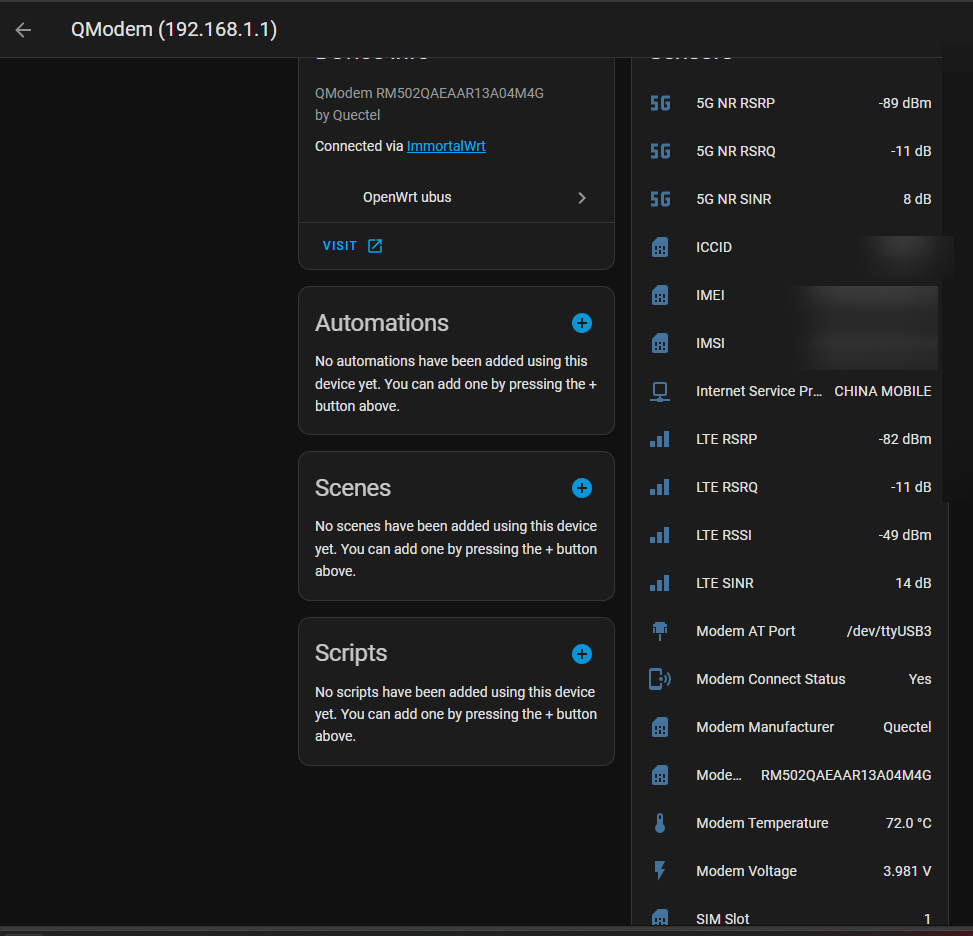 QModem (192.168.1.1)
QModem RM502QAEAAR13A04M4G
by Quectel
Connected via ImmortalWrt
OpenWrt ubus
VISIT
Automations
No automations have been added using this
device yet. You can add one by pressing the +
button above.
Scenes
No scenes have been added using this device
yet. You can add one by pressing the + button
above.
Scripts
No scripts have been added using this device
yet. You can add one by pressing the + button
above.
5G 5G NR RSRP -89 dBm
5G 5G NR RSRQ -11 dB
5G 5G NR SINR 8 dB
ICCID
IMEI
IMSI
Internet Service Pr... CHINA MOBILE
LTE RSRP -82 dBm
LTE RSRQ -11 dB
LTE RSSI -49 dBm
LTE SINR 14 dB
Modem AT Port /dev/ttyUSB3
Modem Connect Status Yes
Modem Manufacturer Quectel
Mode... RM502QAEAAR13A04M4G
Modem Temperature 72.0 °C
Modem Voltage 3.981 V
SIM Slot 1